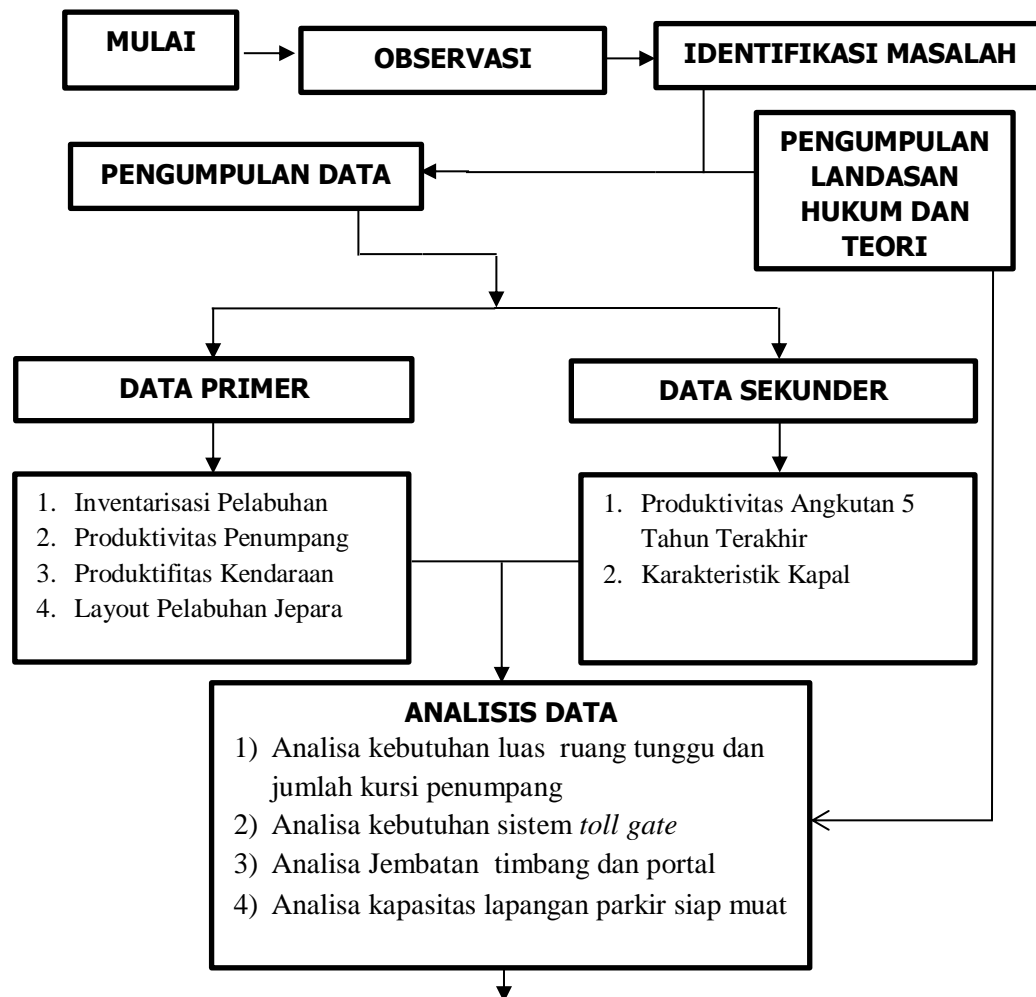 MULAI
OBSERVASI
IDENTIFIKASI MASALAH
PENGUMPULAN
LANDASAN
HUKUM DAN
TEORI
PENGUMPULAN DATA
DATA PRIMER
DATA SEKUNDER
1. Inventarisasi Pelabuhan
2. Produktivitas Penumpang
3. Produktifitas Kendaraan
4. Layout Pelabuhan Jepara
1. Produktivitas Angkutan 5
Tahun Terakhir
2. Karakteristik Kapal
ANALISIS DATA
1) Analisa kebutuhan luas ruang tunggu dan
jumlah kursi penumpang
2) Analisa kebutuhan sistem toll gate
3) Analisa Jembatan timbang dan portal
4) Analisa kapasitas lapangan parkir siap muat